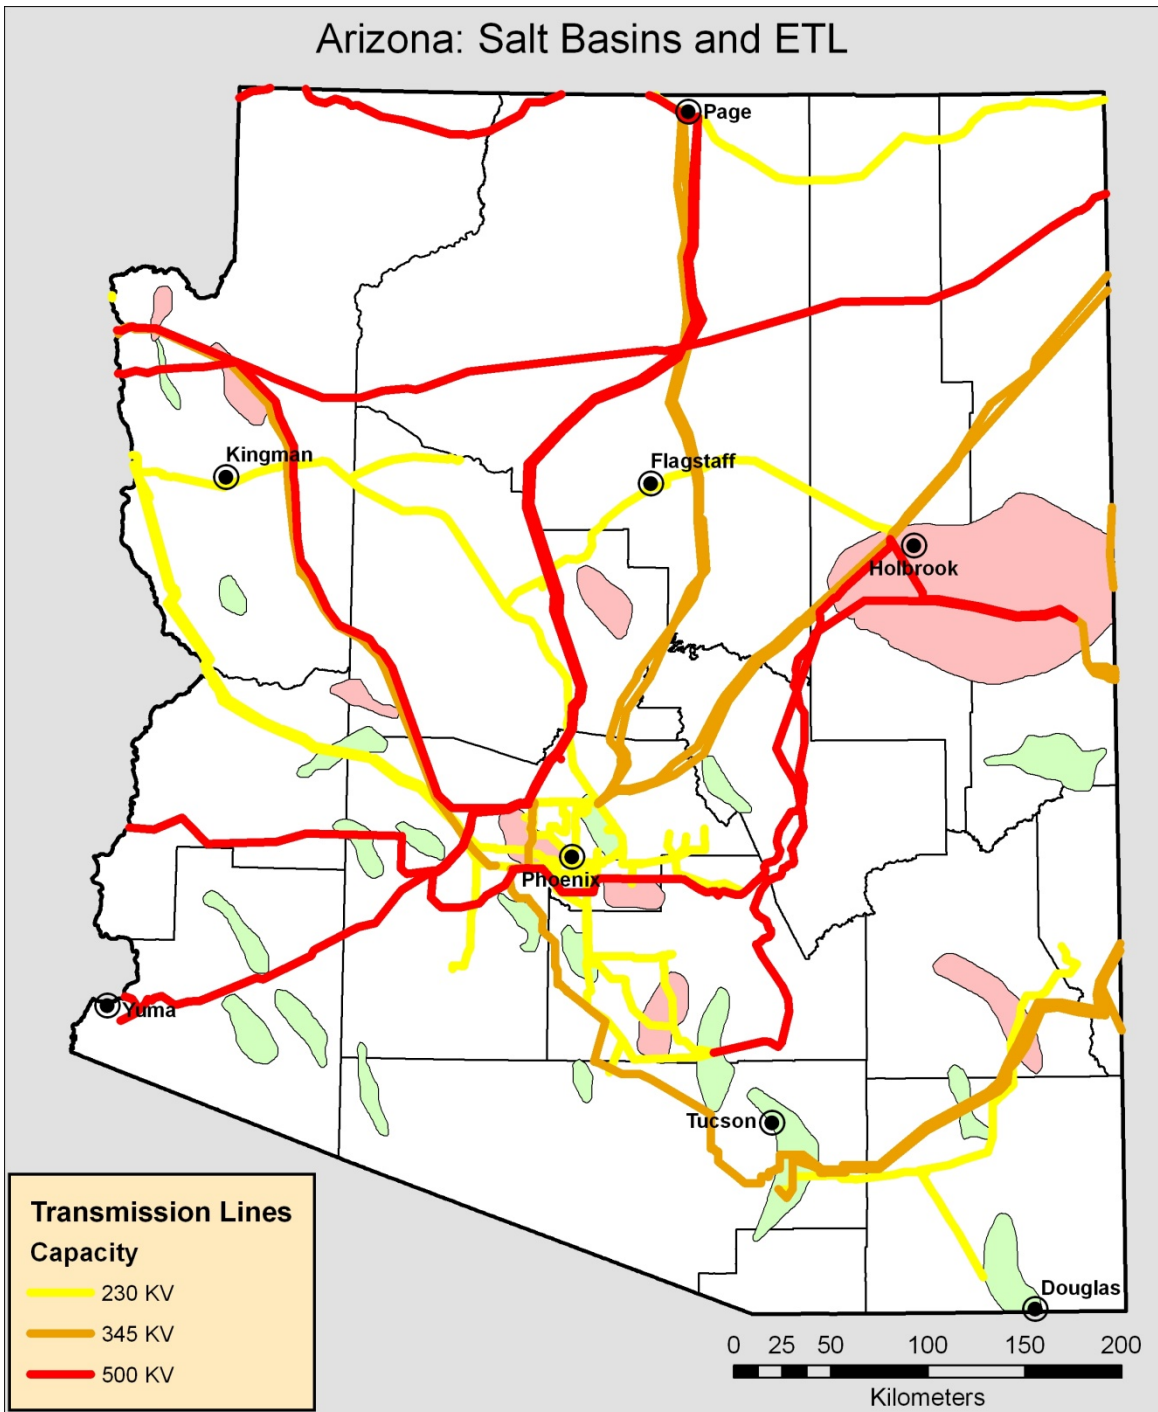 Arizona: Salt Basins and ETL
Page
Kingman
Flagstaff
Holbrook
Phoenix
Yuma
Tucson
Douglas
Transmission Lines
Capacity
230 KV
345 KV
500 KV
0 25 50 100 150 200
Kilometers